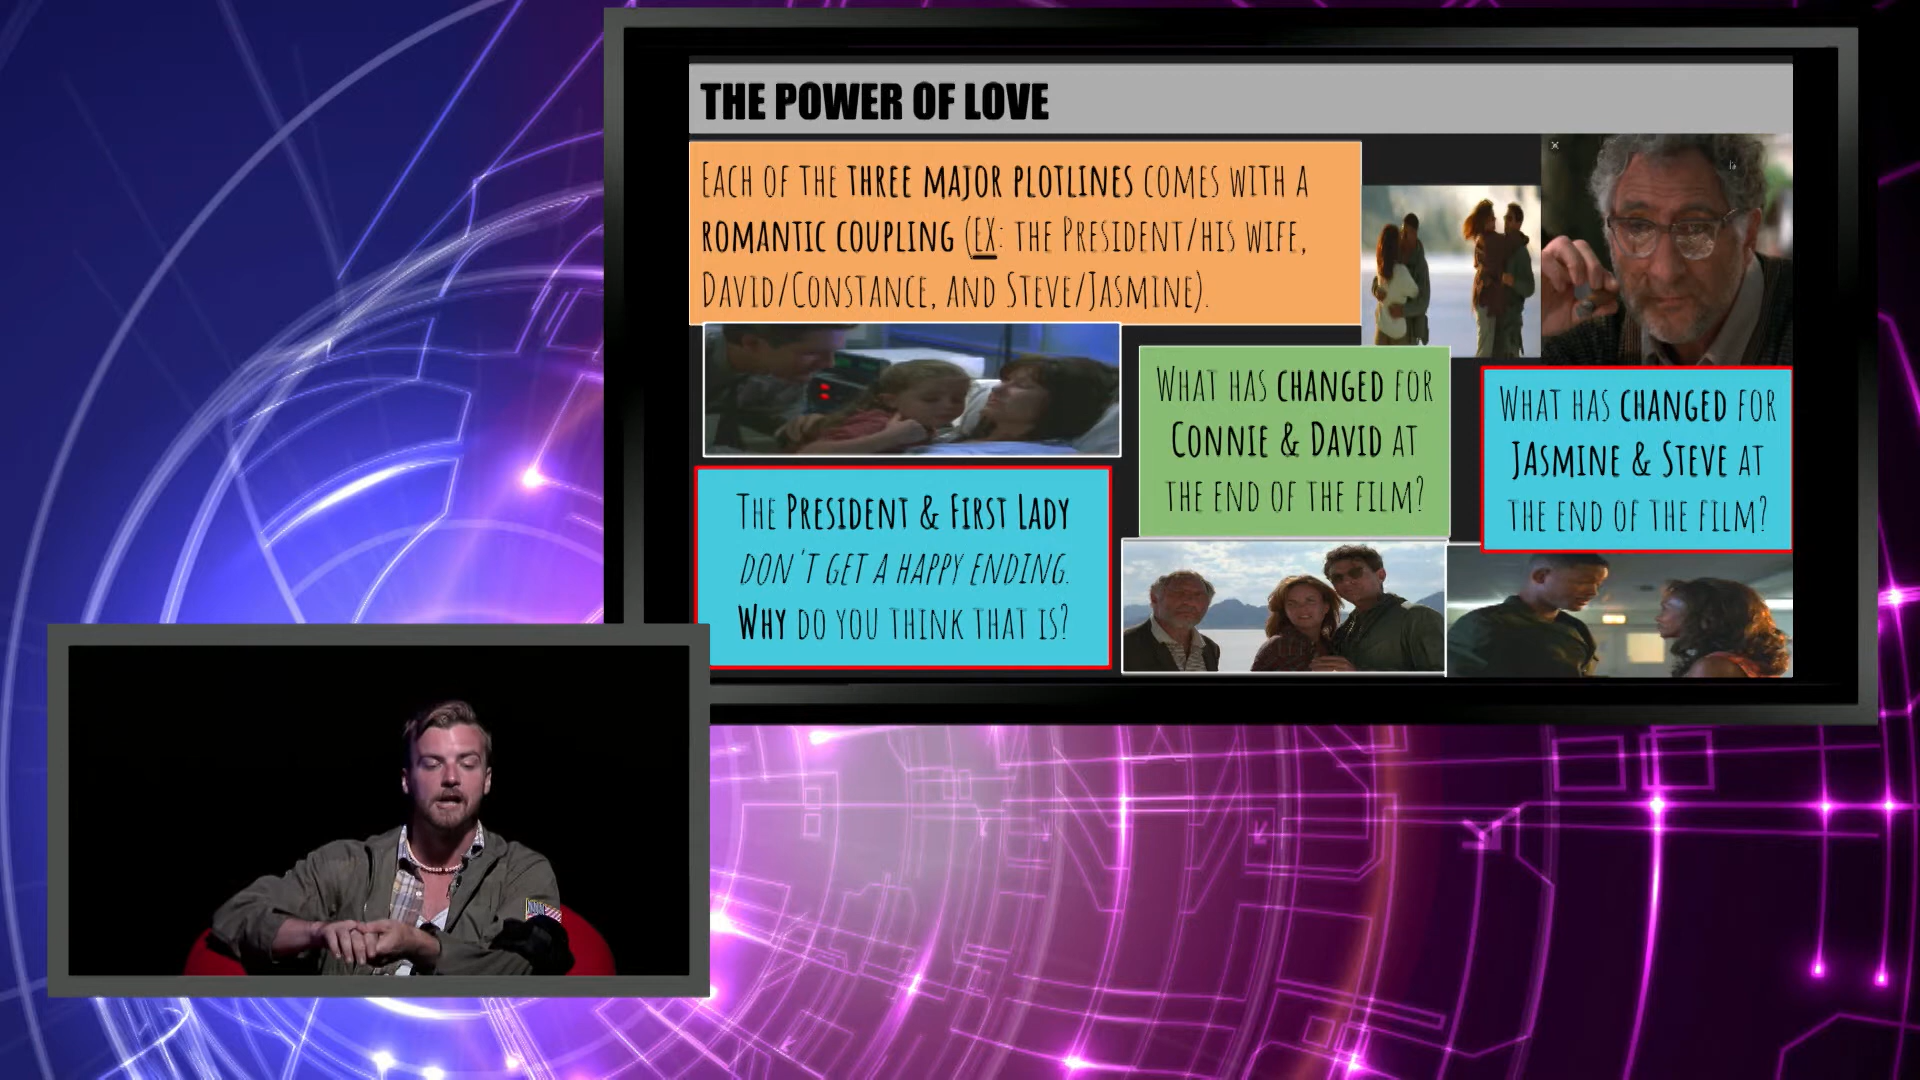 THE POWER OF LOVE
EACH OF THE THREE MAJOR PLOTLINES COMES WITH A
ROMANTIC COUPLING (EX: THE PRESIDENT/HIS WIFE,
DAVID/CONSTANCE, AND STEVE/JASMINE).
THE PRESIDENT & FIRST LADY
DON'T GET A HAPPY ENDING.
WHY DO YOU THINK THAT IS?
WHAT HAS CHANGED FOR
CONNIE & DAVID AT
THE END OF THE FILM?
WHAT HAS CHANGED FOR
JASMINE & STEVE AT
THE END OF THE FILM?